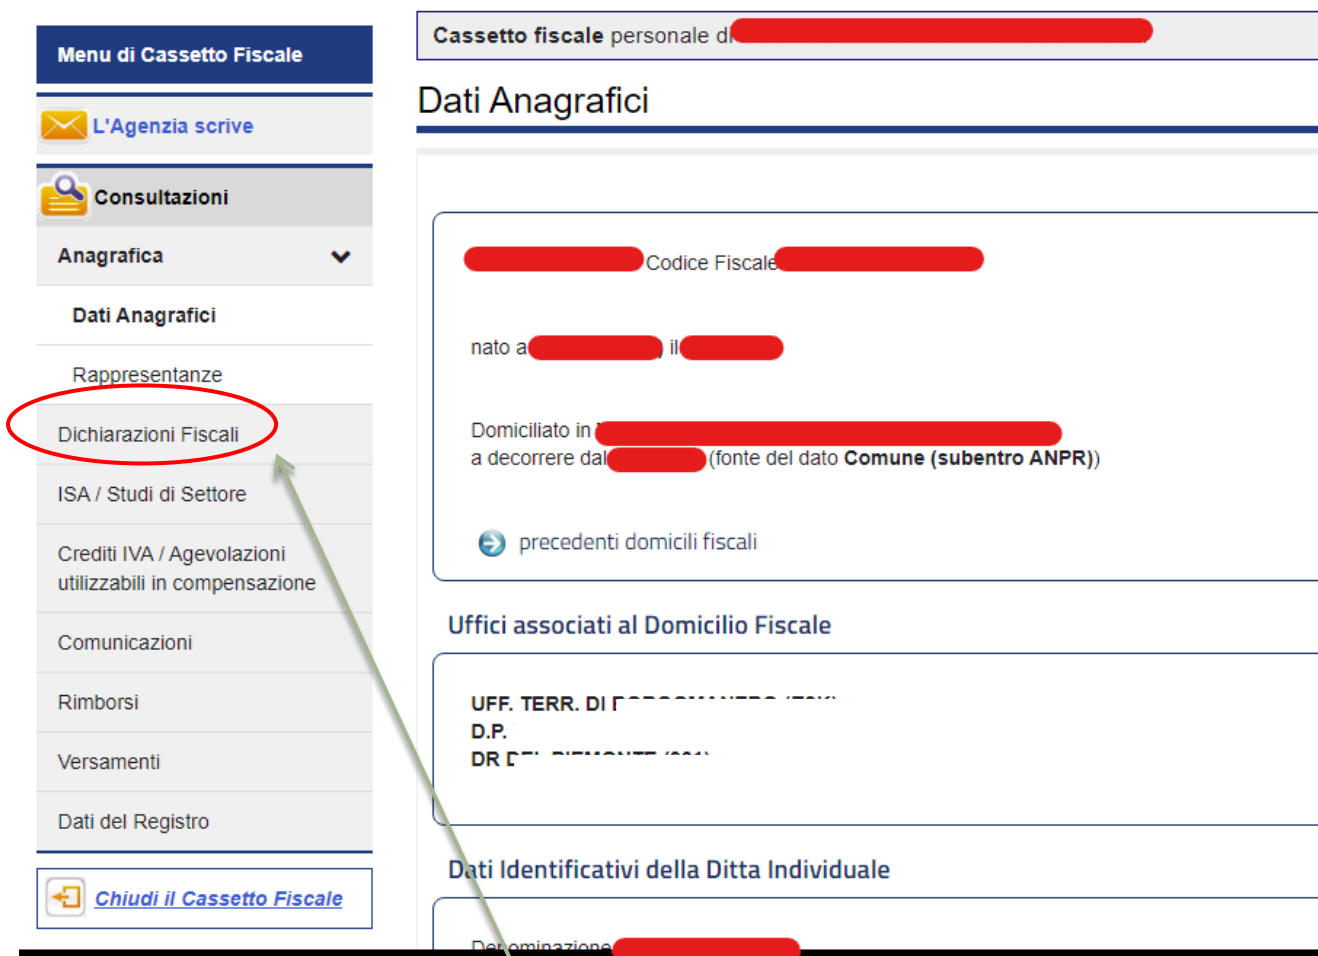 Menu di Cassetto Fiscale
L'Agenzia scrive
Consultazioni
Anagrafica
Dati Anagrafici
Rappresentanze
Dichiarazioni Fiscali
ISA / Studi di Settore
Crediti IVA / Agevolazioni
utilizzabili in compensazione
Comunicazioni
Rimborsi
Versamenti
Dati del Registro
Chiudi il Cassetto Fiscale
Cassetto fiscale personale di
Dati Anagrafici
Codice Fiscale
nato a ) il
Domiciliato in
a decorrere dal (fonte del dato Comune (subentro ANPR))
precedenti domicili fiscali
Uffici associati al Domicilio Fiscale
UFF. TERR. DI
D.P.
DR
Dati Identificativi della Ditta Individuale
Denominazione